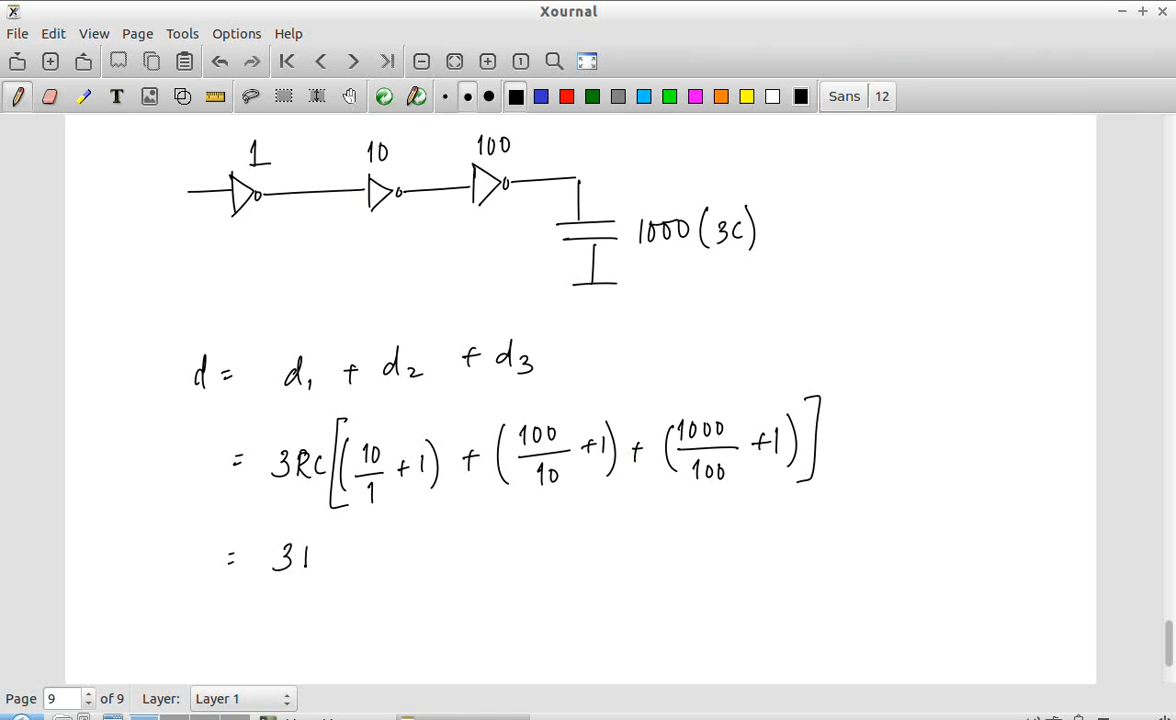 Xournal
File Edit View Page Tools Options Help
Sans 12
1 10 100
1000 (3C)
d = d₁ + d₂ + d₃
= 3RC[(10/1 + 1) + (100/10 + 1) + (1000/100 + 1)]
= 31
Page 9 of 9 Layer: Layer 1